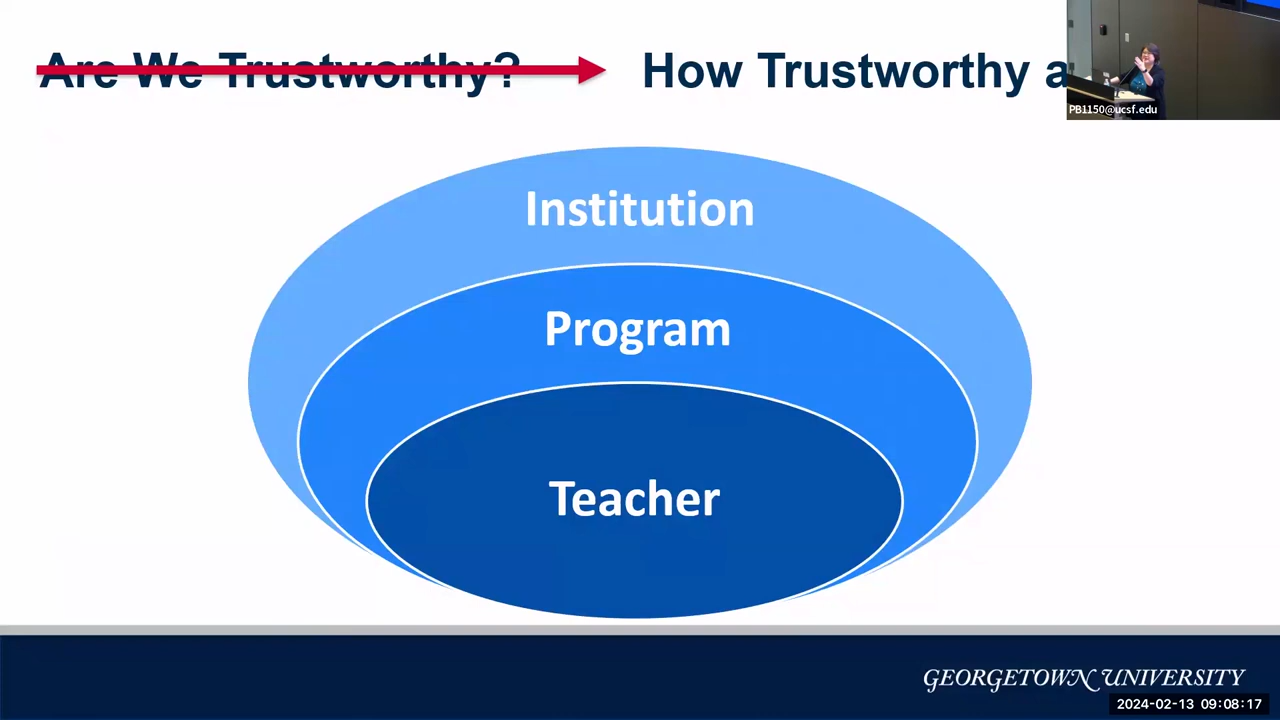 Are We Trustworthy? How Trustworthy a
PB1150@ucsf.edu
Institution
Program
Teacher
GEORGETOWN UNIVERSITY
2024-02-13 09:08:17